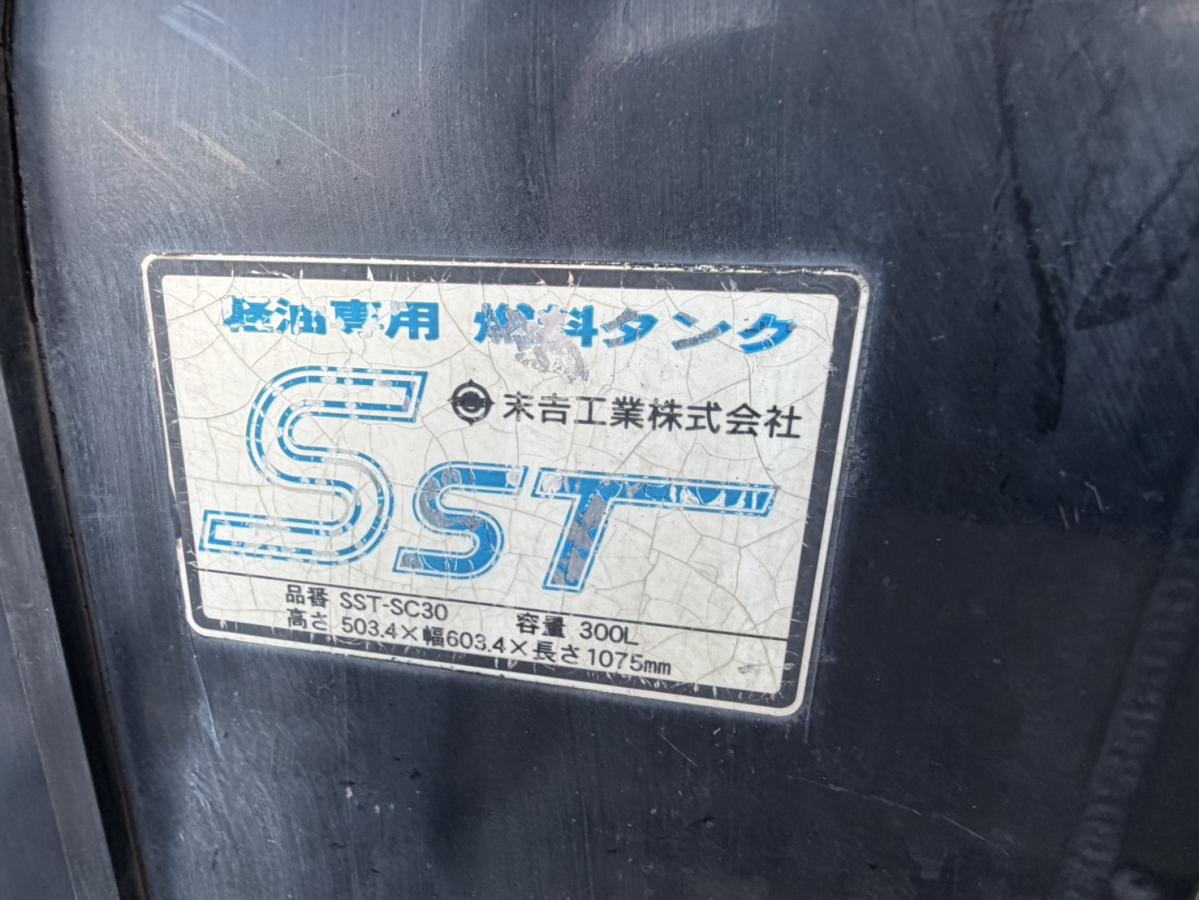 軽油専用 燃料タンク
末吉工業株式会社
SST
品番 SST-SC30 容量 300L
高さ 503.4×幅603.4×長さ1075mm